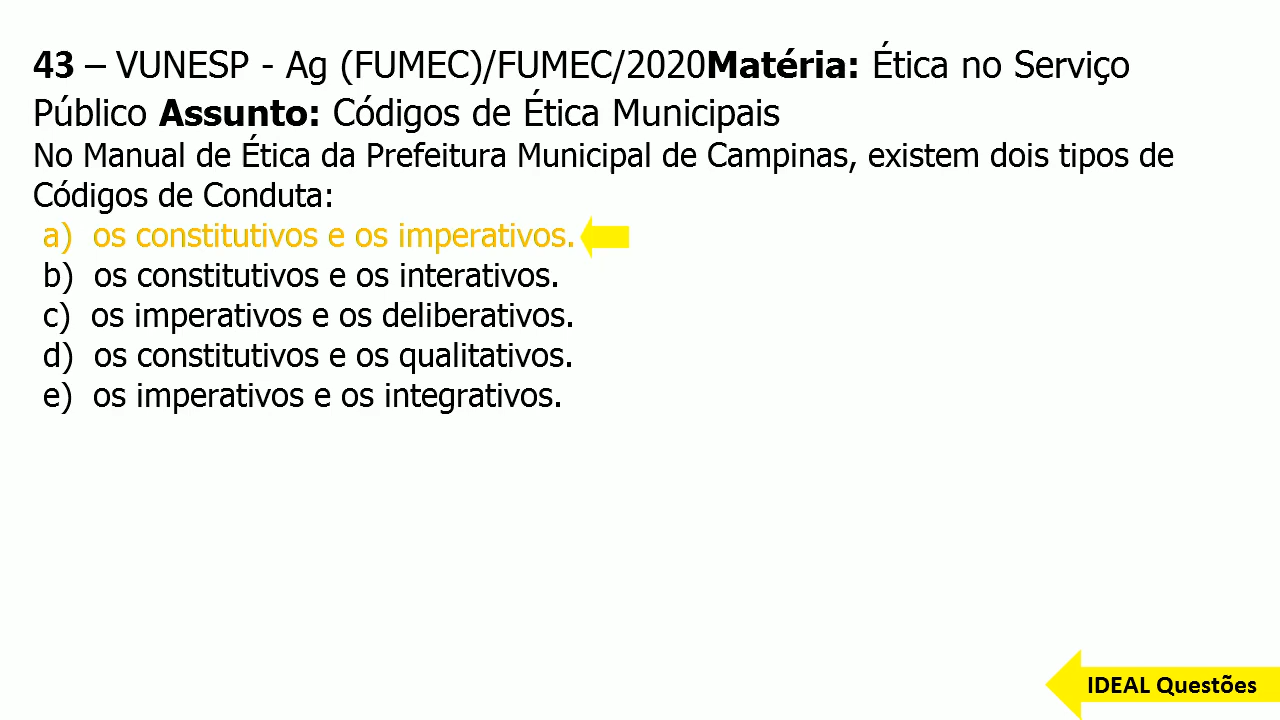 43 – VUNESP - Ag (FUMEC)/FUMEC/2020Matéria: Ética no Serviço
Público Assunto: Códigos de Ética Municipais
No Manual de Ética da Prefeitura Municipal de Campinas, existem dois tipos de
Códigos de Conduta:
a) os constitutivos e os imperativos.
b) os constitutivos e os interativos.
c) os imperativos e os deliberativos.
d) os constitutivos e os qualitativos.
e) os imperativos e os integrativos.
IDEAL Questões